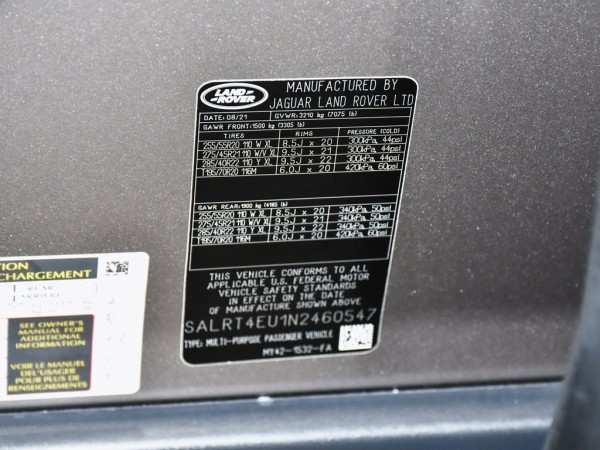 LAND-
ROVER
MANUFACTURED BY
JAGUAR LAND ROVER LTD
DATE: 08/21 GVWR: 3210 kg (7075 lb)
GAWR FRONT: 1500 kg (3305 lb)
TIRES RIMS PRESSURE (COLD)
255/55R20 110 W XL 8.5J x 20 300kPa, 44psi
275/45R21 110 W/V XL 9.5J x 21 300kPa, 44psi
285/40R22 110 Y XL 9.5J x 22 300kPa, 44psi
T195/70R20 116M 6.0J x 20 420kPa, 60psi
GAWR REAR: 1900 kg (4185 lb)
255/55R20 110 W XL 8.5J x 20 340kPa, 50psi
275/45R21 110 W/V XL 9.5J x 21 340kPa, 50psi
285/40R22 110 Y XL 9.5J x 22 340kPa, 50psi
T195/70R20 116M 6.0J x 20 420kPa, 60psi
THIS VEHICLE CONFORMS TO ALL
APPLICABLE U.S. FEDERAL MOTOR
VEHICLE SAFETY STANDARDS
IN EFFECT ON THE DATE OF
MANUFACTURE SHOWN ABOVE
SALRT4EU1N2460547
TYPE: MULTI-PURPOSE PASSENGER VEHICLE
MY42-1532-FA
TION
CHARGEMENT
REAR
ARRIÈRE
SEE OWNER'S
MANUAL FOR
ADDITIONAL
INFORMATION
VOIR LE MANUEL
DE L'USAGER
POUR PLUS DE
RENSEIGNEMENTS